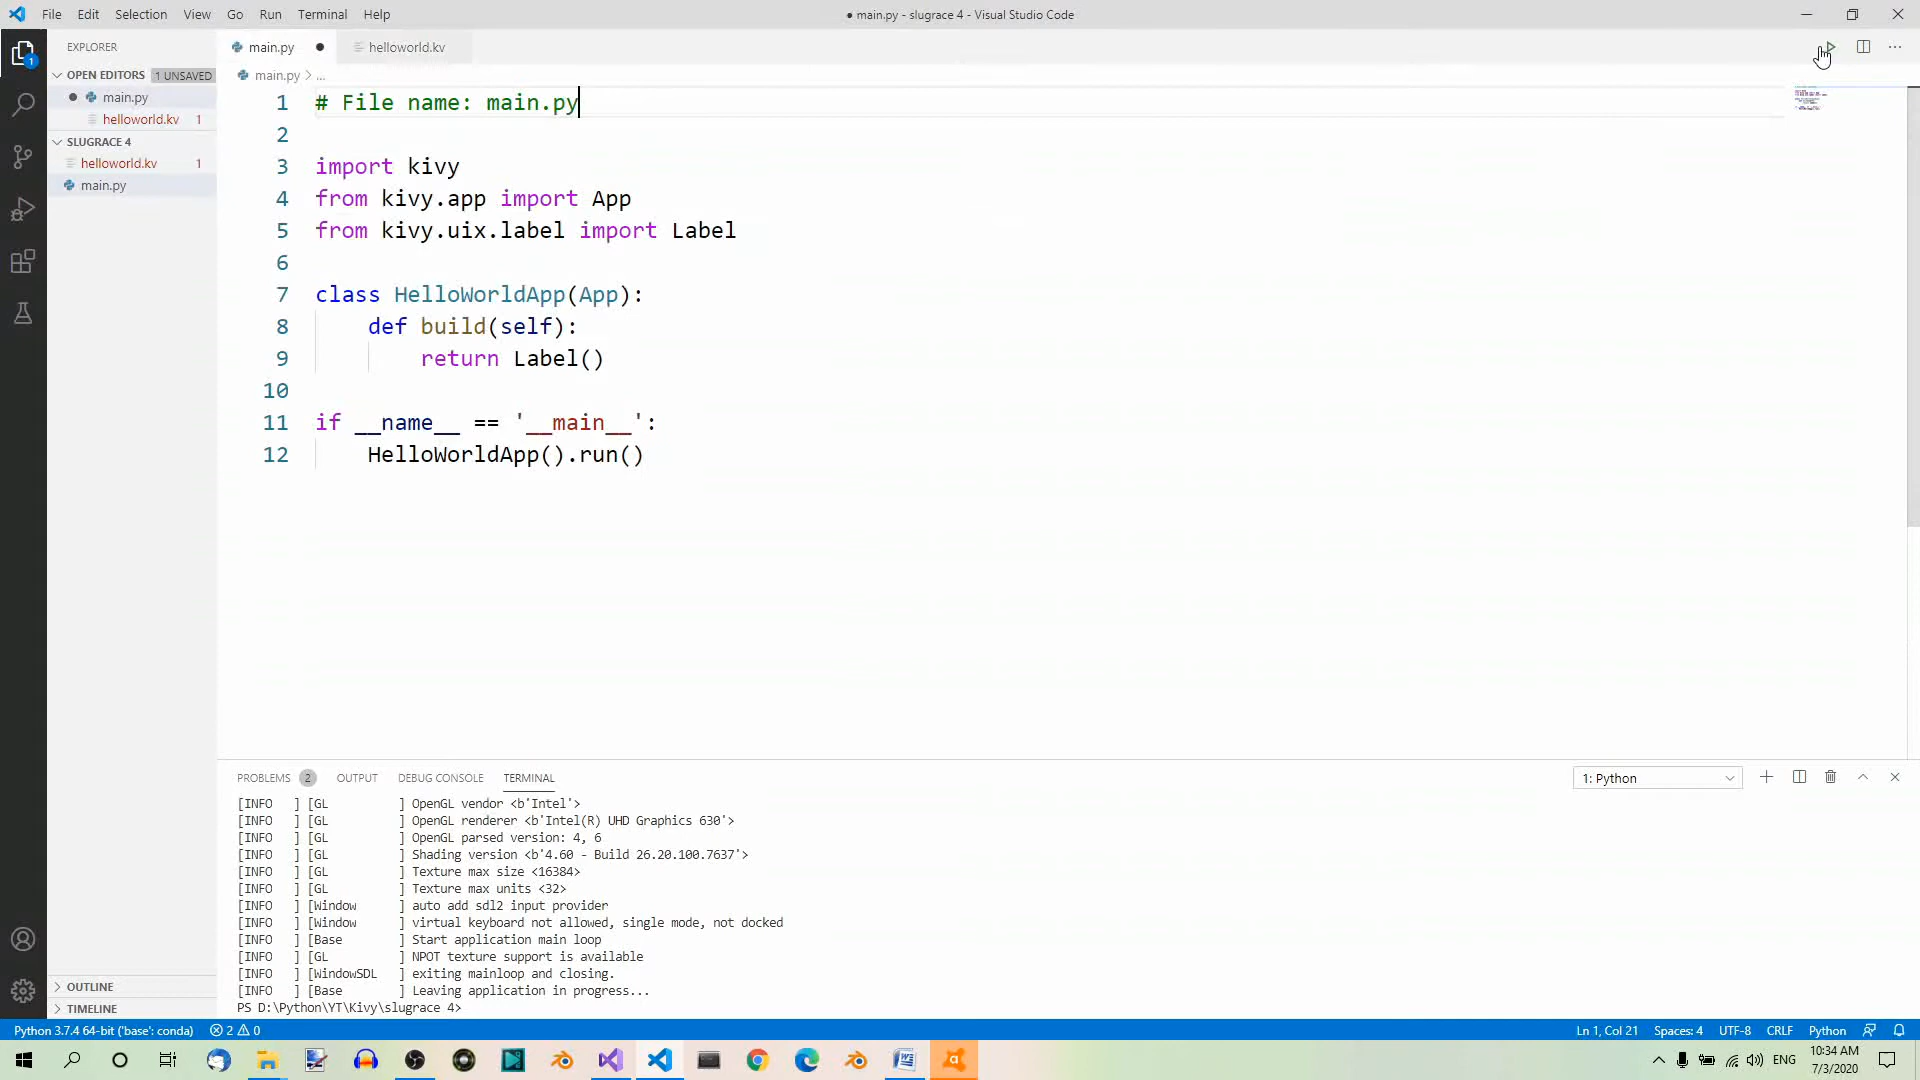 File Edit Selection View Go Run Terminal Help
● main.py - slugrace 4 - Visual Studio Code
EXPLORER
main.py
helloworld.kv
OPEN EDITORS 1 UNSAVED
main.py
helloworld.kv 1
SLUGRACE 4
helloworld.kv 1
main.py
OUTLINE
TIMELINE
1
main.py > ...
1 # File name: main.py
2
3 import kivy
4 from kivy.app import App
5 from kivy.uix.label import Label
6
7 class HelloWorldApp(App):
8 def build(self):
9 return Label()
10
11 if __name__ == '__main__':
12 HelloWorldApp().run()
PROBLEMS 2 OUTPUT DEBUG CONSOLE TERMINAL
1: Python
[INFO ] [GL ] OpenGL vendor <b'Intel'>
[INFO ] [GL ] OpenGL renderer <b'Intel(R) UHD Graphics 630'>
[INFO ] [GL ] OpenGL parsed version: 4, 6
[INFO ] [GL ] Shading version <b'4.60 - Build 26.20.100.7637'>
[INFO ] [GL ] Texture max size <16384>
[INFO ] [GL ] Texture max units <32>
[INFO ] [Window ] auto add sdl2 input provider
[INFO ] [Window ] virtual keyboard not allowed, single mode, not docked
[INFO ] [Base ] Start application main loop
[INFO ] [GL ] NPOT texture support is available
[INFO ] [WindowSDL ] exiting mainloop and closing.
[INFO ] [Base ] Leaving application in progress...
PS D:\Python\YT\Kivy\slugrace 4>
Python 3.7.4 64-bit ('base': conda) 2 0
Ln 1, Col 21 Spaces: 4 UTF-8 CRLF Python
ENG
10:34 AM
7/3/2020